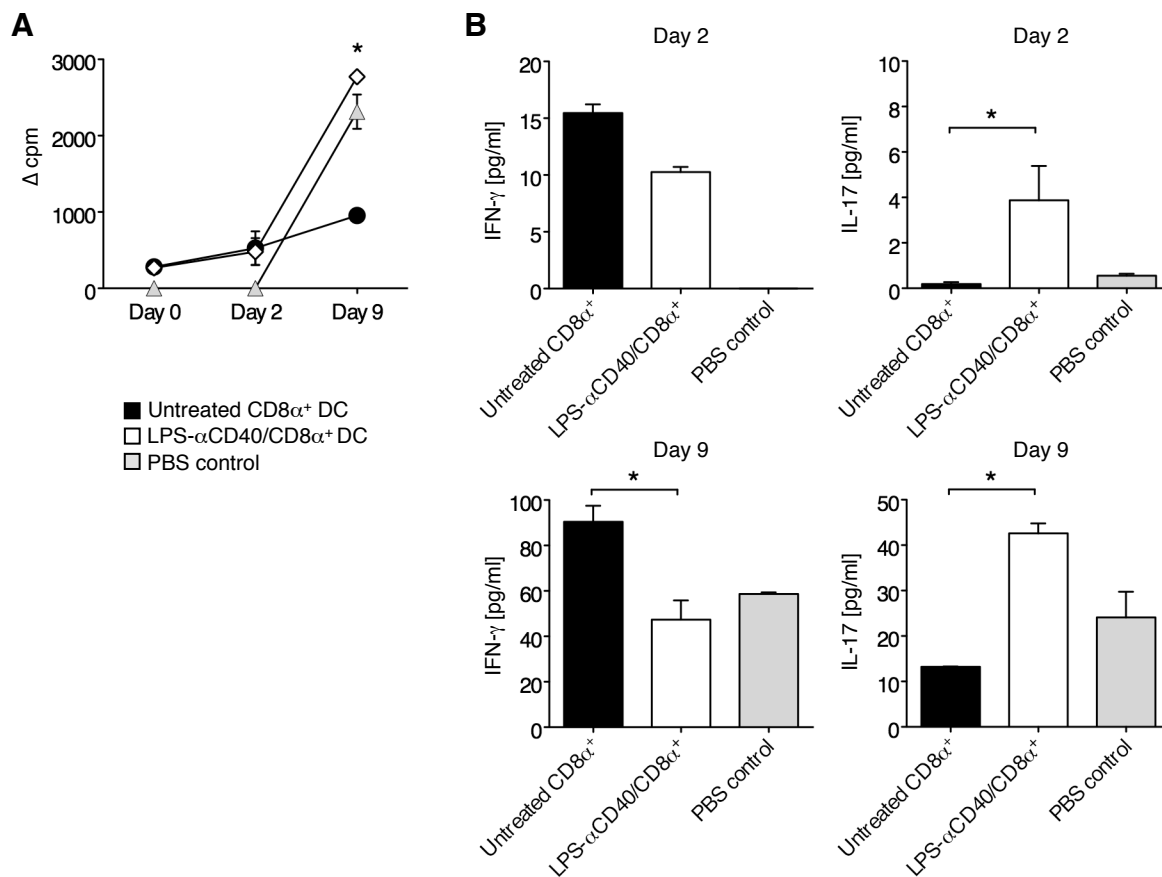 A
*
3000
2000
1000
0
Δ cpm
Day 0 Day 2 Day 9
Untreated CD8α⁺ DC
LPS-αCD40/CD8α⁺ DC
PBS control
B
Day 2
20
15
10
5
0
IFN-γ [pg/ml]
Untreated CD8α⁺
LPS-αCD40/CD8α⁺
PBS control
Day 2
10
8
6
4
2
0
IL-17 [pg/ml]
*
Untreated CD8α⁺
LPS-αCD40/CD8α⁺
PBS control
Day 9
100
80
60
40
20
0
IFN-γ [pg/ml]
*
Untreated CD8α⁺
LPS-αCD40/CD8α⁺
PBS control
Day 9
50
40
30
20
10
0
IL-17 [pg/ml]
*
Untreated CD8α⁺
LPS-αCD40/CD8α⁺
PBS control